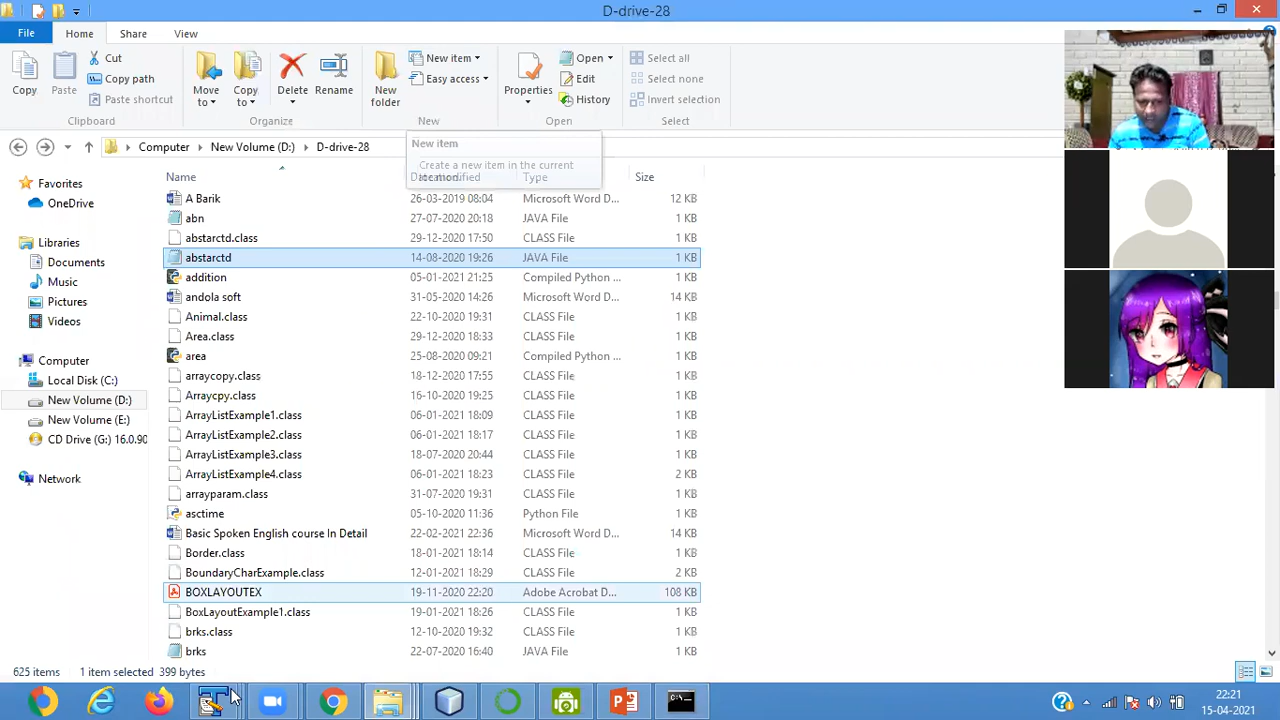 D-drive-28
File Home Share View
Copy
Paste
Cut
Copy path
Paste shortcut
Clipboard
Move to
Copy to
Delete
Rename
Organize
New folder
New item
Easy access
New
Properties
Open
Edit
History
Open
Select all
Select none
Invert selection
Select
Computer New Volume (D:) D-drive-28
New item
Create a new item in the current
Name Type Size
Favorites
OneDrive
Libraries
Documents
Music
Pictures
Videos
Computer
Local Disk (C:)
New Volume (D:)
New Volume (E:)
CD Drive (G:) 16.0.90
Network
A Barik 26-03-2019 08:04 Microsoft Word D... 12 KB
abn 27-07-2020 20:18 JAVA File 1 KB
abstarctd.class 29-12-2020 17:50 CLASS File 1 KB
abstarctd 14-08-2020 19:26 JAVA File 1 KB
addition 05-01-2021 21:25 Compiled Python ... 1 KB
andola soft 31-05-2020 14:26 Microsoft Word D... 14 KB
Animal.class 22-10-2020 19:31 CLASS File 1 KB
Area.class 29-12-2020 18:33 CLASS File 1 KB
area 25-08-2020 09:21 Compiled Python ... 1 KB
arraycopy.class 18-12-2020 17:55 CLASS File 1 KB
Arraycpy.class 16-10-2020 19:25 CLASS File 1 KB
ArrayListExample1.class 06-01-2021 18:09 CLASS File 1 KB
ArrayListExample2.class 06-01-2021 18:17 CLASS File 1 KB
ArrayListExample3.class 18-07-2020 20:44 CLASS File 1 KB
ArrayListExample4.class 06-01-2021 18:23 CLASS File 2 KB
arrayparam.class 31-07-2020 19:31 CLASS File 1 KB
asctime 05-10-2020 11:36 Python File 1 KB
Basic Spoken English course In Detail 22-02-2021 22:36 Microsoft Word D... 14 KB
Border.class 18-01-2021 18:14 CLASS File 1 KB
BoundaryCharExample.class 12-01-2021 18:29 CLASS File 2 KB
BOXLAYOUTEX 19-11-2020 22:20 Adobe Acrobat D... 108 KB
BoxLayoutExample1.class 19-01-2021 18:26 CLASS File 1 KB
brks.class 12-10-2020 19:32 CLASS File 1 KB
brks 22-07-2020 16:40 JAVA File 1 KB
625 items 1 item selected 399 bytes
22:21
15-04-2021